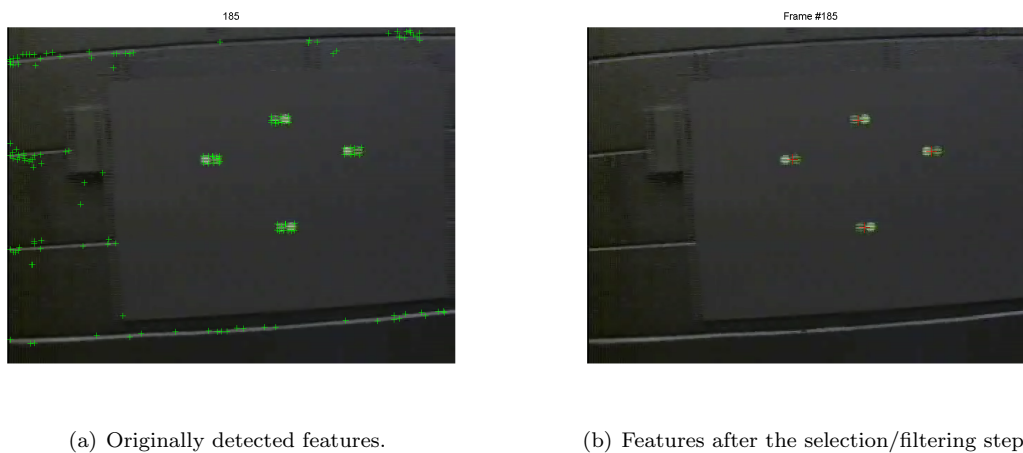 185
Frame #185
(a) Originally detected features.
(b) Features after the selection/filtering step